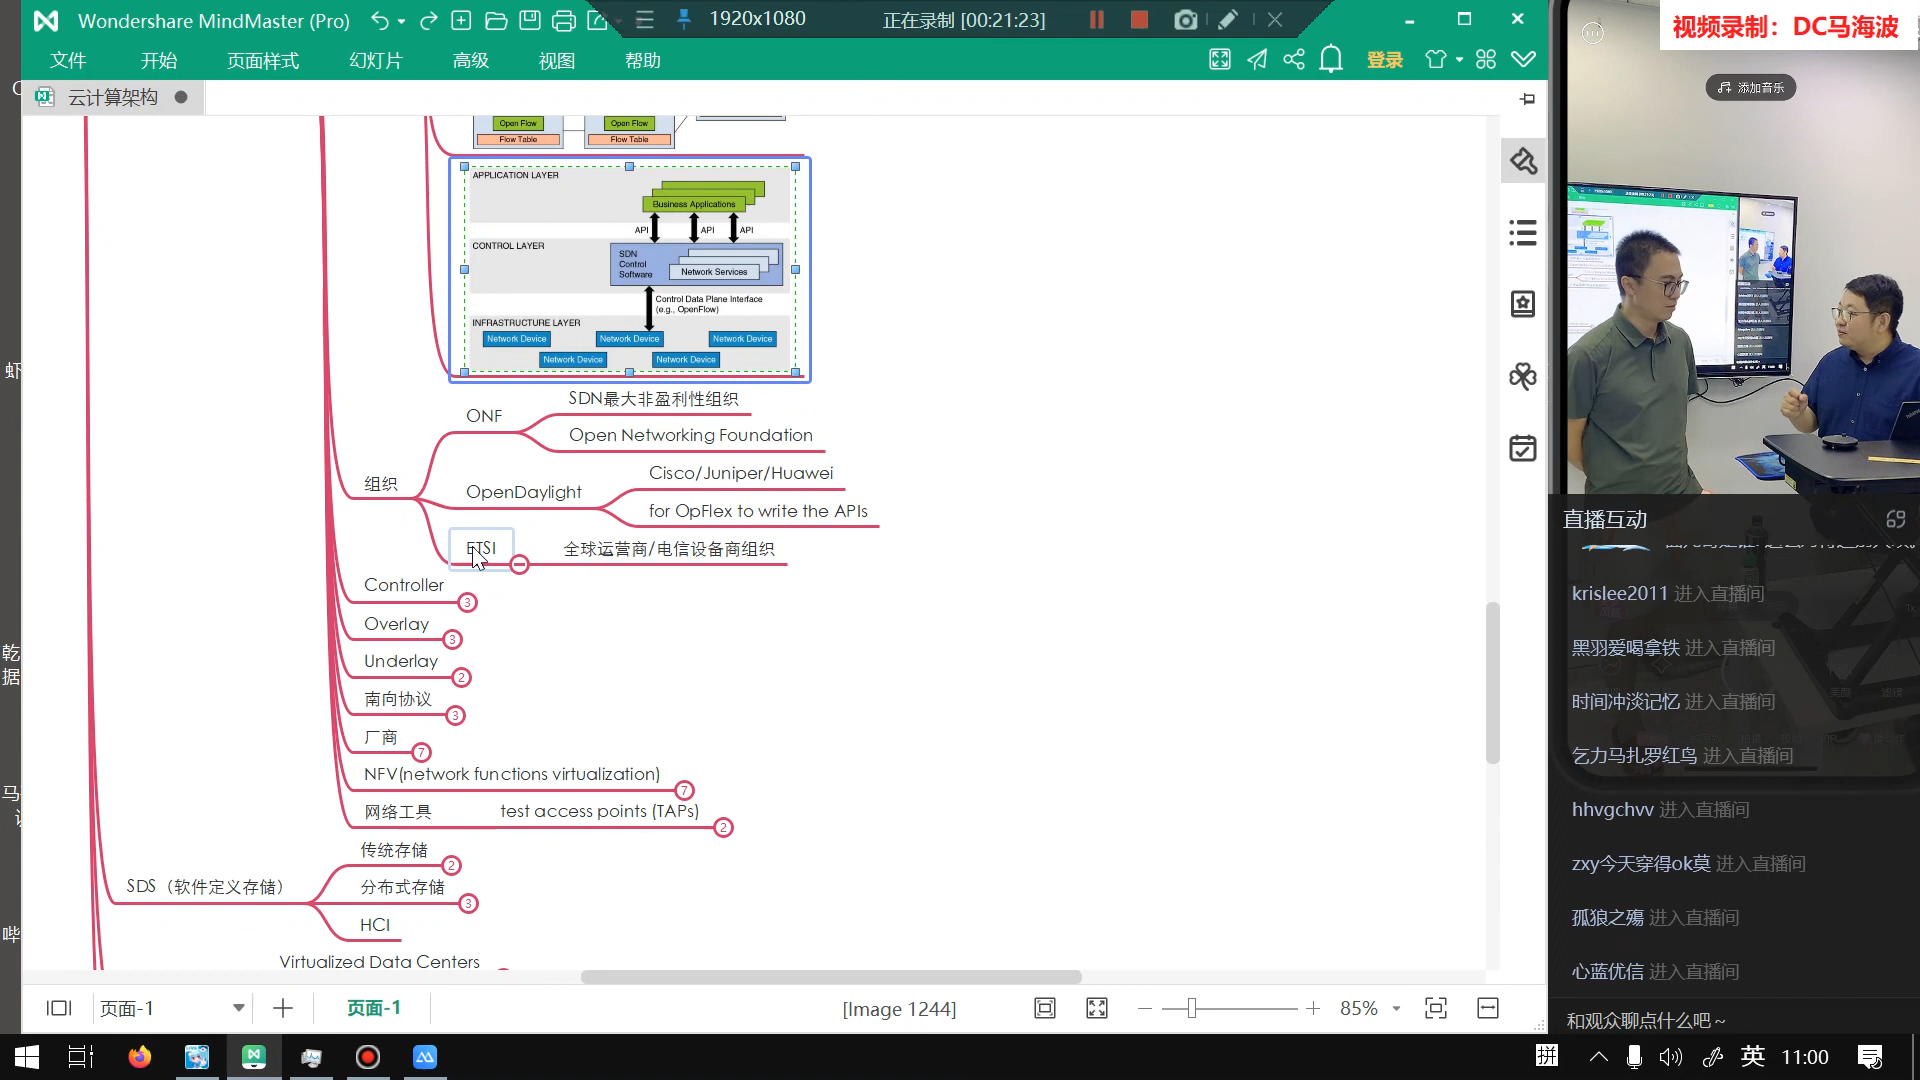 Wondershare MindMaster (Pro)
1920x1080
正在录制 [00:21:23]
视频录制：DC马海波
文件
开始
页面样式
幻灯片
高级
视图
帮助
登录
云计算架构
添加音乐
Open Flow
Open Flow
Flow Table
Flow Table
APPLICATION LAYER
Business Applications
API
API
API
CONTROL LAYER
SDN
Control
Software
Network Services
Control Data Plane Interface
(e.g., OpenFlow)
INFRASTRUCTURE LAYER
Network Device
Network Device
Network Device
Network Device
Network Device
组织
ONF
SDN最大非盈利性组织
Open Networking Foundation
OpenDaylight
Cisco/Juniper/Huawei
for OpFlex to write the APIs
ETSI
全球运营商/电信设备商组织
Controller
3
Overlay
3
Underlay
2
南向协议
3
厂商
7
NFV(network functions virtualization)
7
网络工具
test access points (TAPs)
2
SDS（软件定义存储）
传统存储
2
分布式存储
3
HCI
Virtualized Data Centers
虾
乾
据
马
哔
直播互动
krislee2011 进入直播间
黑羽爱喝拿铁 进入直播间
时间冲淡记忆 进入直播间
乞力马扎罗红鸟 进入直播间
hhvgchvv 进入直播间
zxy今天穿得ok莫 进入直播间
孤狼之殇 进入直播间
心蓝优信 进入直播间
和观众聊点什么吧～
页面-1
页面-1
[Image 1244]
85%
拼
英
11:00